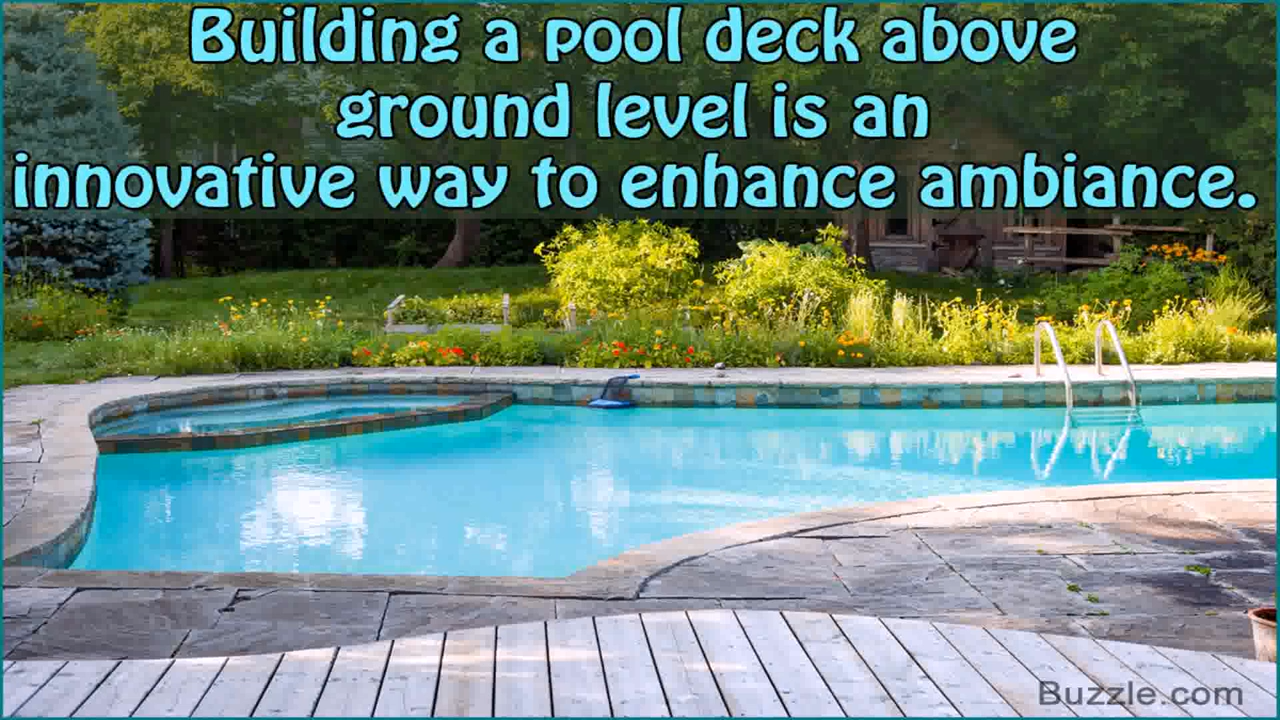 Building a pool deck above
ground level is an
innovative way to enhance ambiance.
Buzzle.com